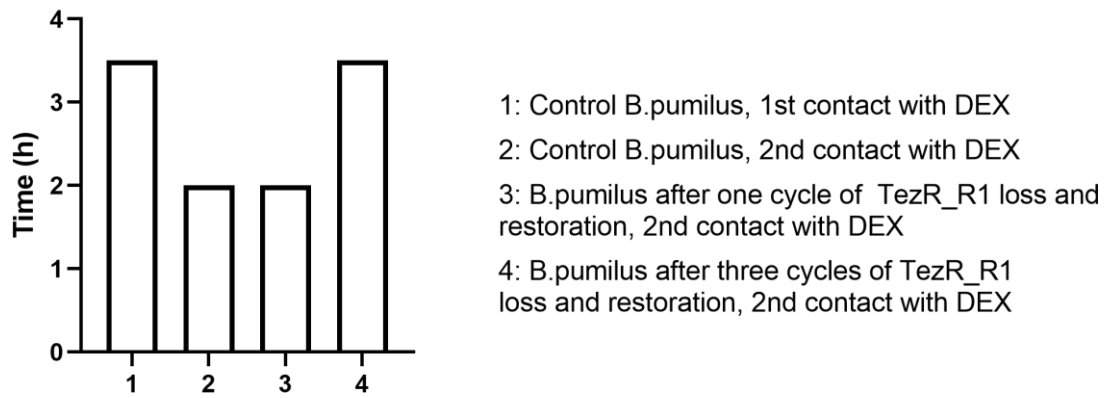 4
3
2
1
0
Time (h)
1 2 3 4
1: Control B.pumilus, 1st contact with DEX
2: Control B.pumilus, 2nd contact with DEX
3: B.pumilus after one cycle of TezR_R1 loss and
restoration, 2nd contact with DEX
4: B.pumilus after three cycles of TezR_R1
loss and restoration, 2nd contact with DEX